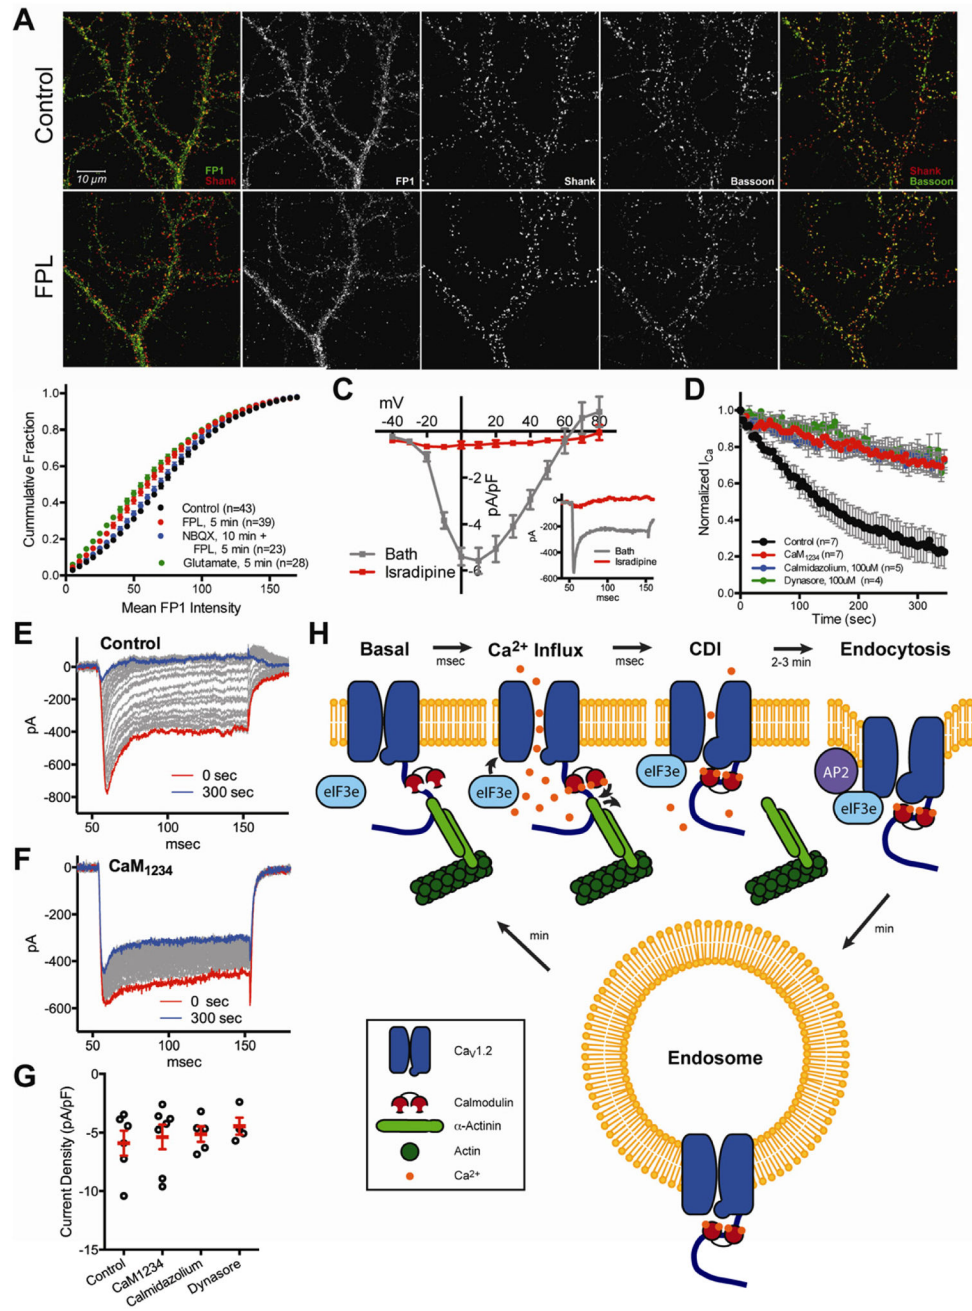 A
Control
FP1
Shank
10 µm
FP1
Shank
Bassoon
Shank
Bassoon
FPL
Cummulative Fraction
1.0
0.8
0.6
0.4
0.2
0.0
Control (n=43)
FPL, 5 min (n=39)
NBQX, 10 min +
FPL, 5 min (n=23)
Glutamate, 5 min (n=28)
0 50 100 150
Mean FP1 Intensity
C
mV
-40 -20 20 40 60 80
-2
-4
-6
pA/pF
Bath
Isradipine
pA
0
-200
-400
-600
Bath
Isradipine
50 100 150
msec
D
Normalized ICa
1.0
0.8
0.6
0.4
0.2
0.0
Control (n=7)
CaM1234 (n=7)
Calmidazolium, 100uM (n=5)
Dynasore, 100uM (n=4)
0 100 200 300
Time (sec)
E Control
pA
0
-200
-400
-600
-800
0 sec
300 sec
50 100 150
msec
F CaM1234
pA
0
-200
-400
-600
0 sec
300 sec
50 100 150
msec
G
Current Density (pA/pF)
0
-5
-10
-15
Control
CaM1234
Calmidazolium
Dynasore
H Basal
msec
Ca2+ Influx
msec
CDI
2-3 min
Endocytosis
eIF3e
eIF3e
eIF3e
AP2
eIF3e
min
min
Endosome
CaV1.2
Calmodulin
α-Actinin
Actin
Ca2+